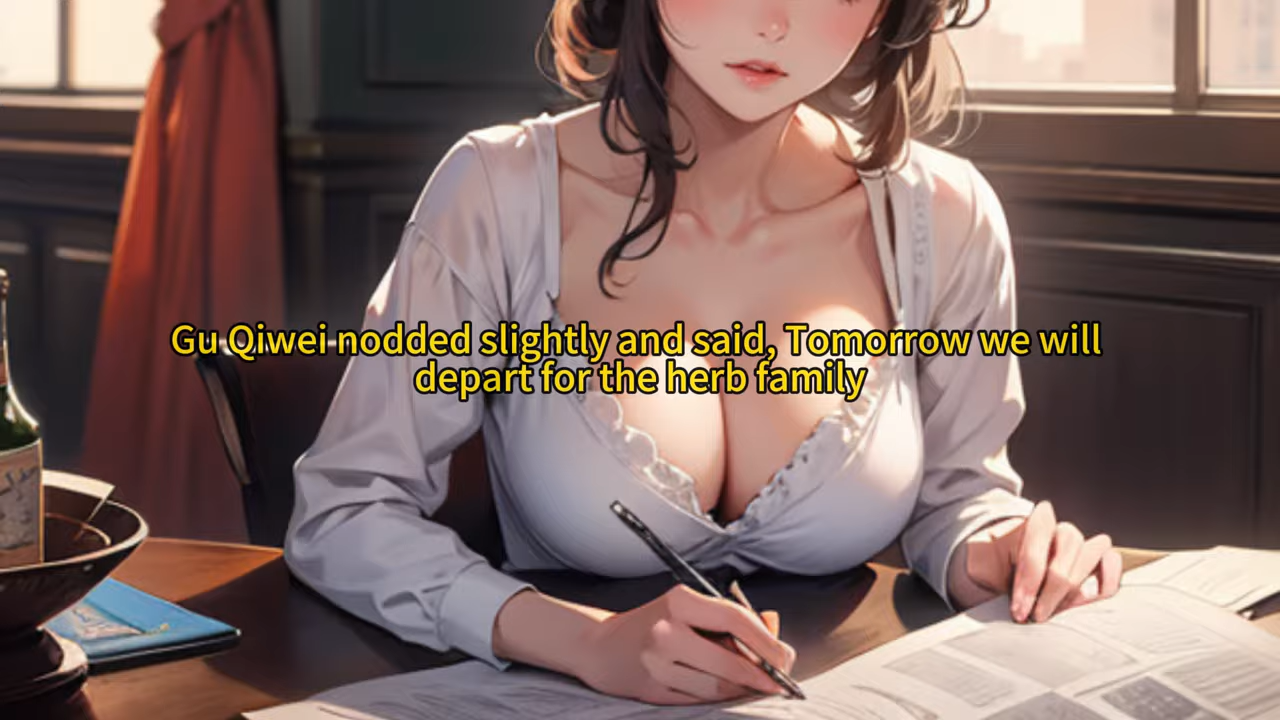 Gu Qiwei nodded slightly and said, Tomorrow we will
depart for the herb family